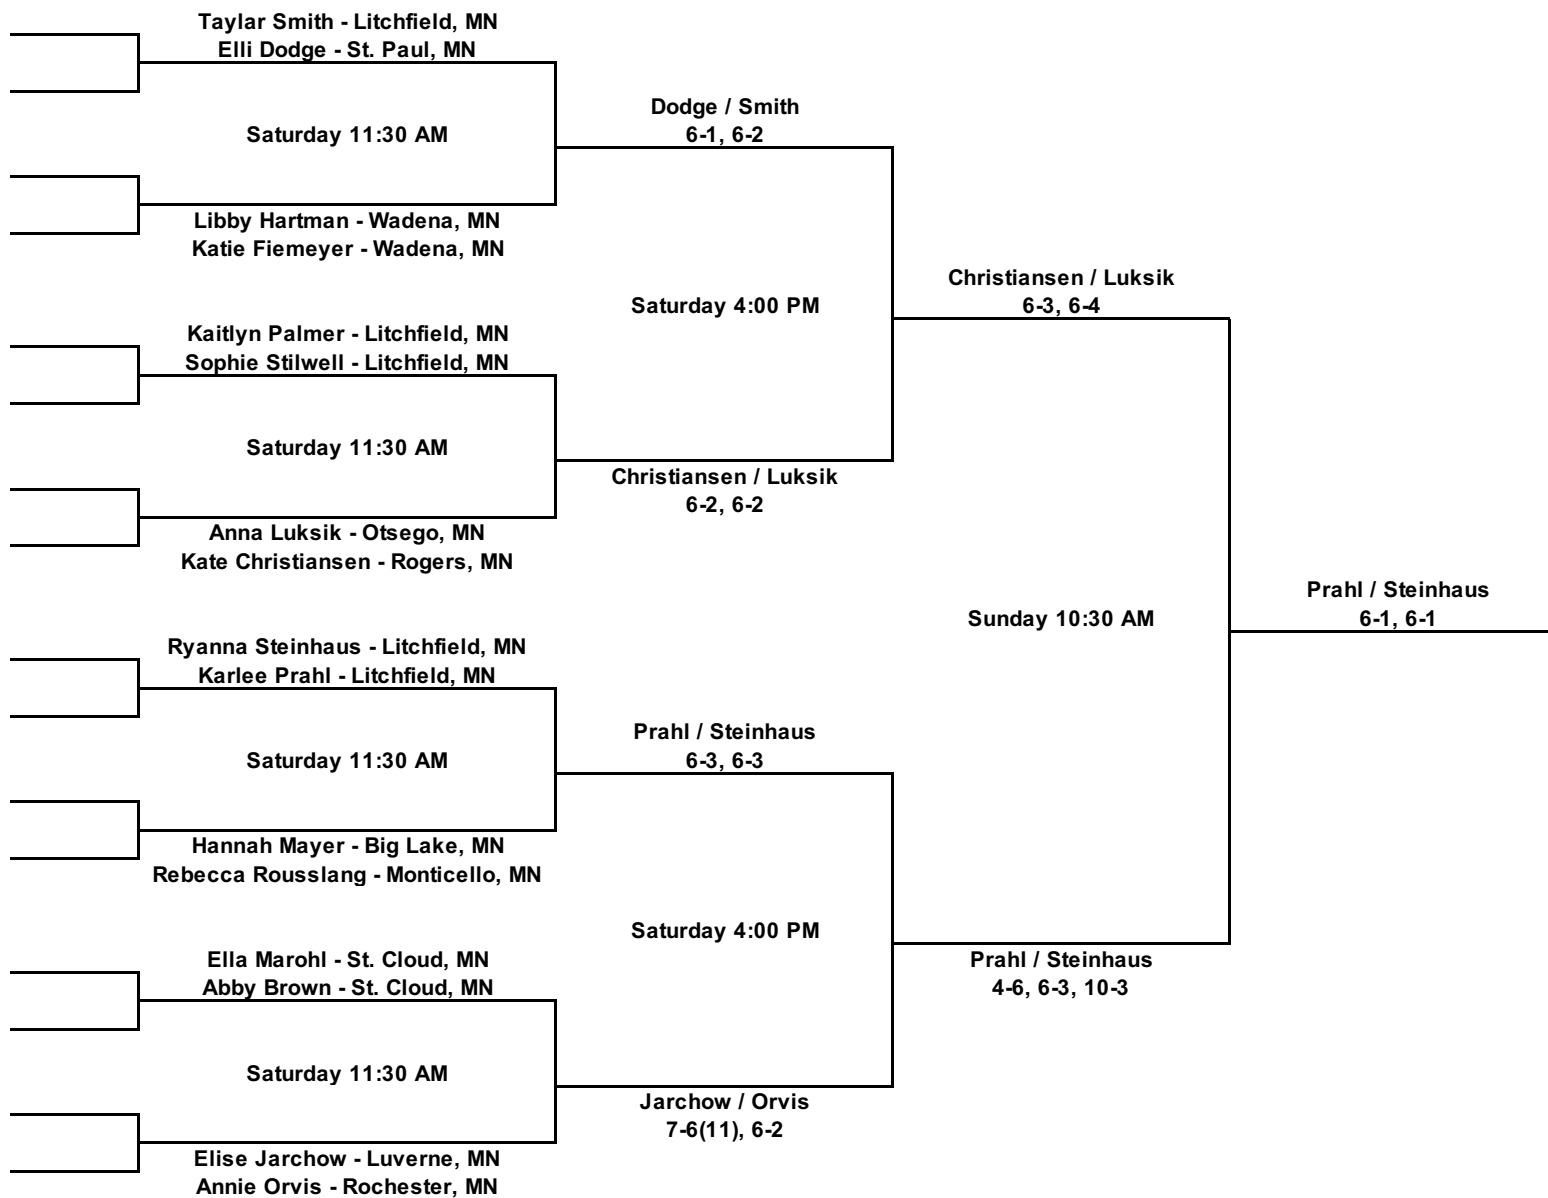 Taylar Smith - Litchfield, MN
Elli Dodge - St. Paul, MN
Saturday 11:30 AM
Libby Hartman - Wadena, MN
Katie Fiemeyer - Wadena, MN
Kaitlyn Palmer - Litchfield, MN
Sophie Stilwell - Litchfield, MN
Saturday 11:30 AM
Anna Luksik - Otsego, MN
Kate Christiansen - Rogers, MN
Ryanna Steinhaus - Litchfield, MN
Karlee Prahl - Litchfield, MN
Saturday 11:30 AM
Hannah Mayer - Big Lake, MN
Rebecca Rousslang - Monticello, MN
Ella Marohl - St. Cloud, MN
Abby Brown - St. Cloud, MN
Saturday 11:30 AM
Elise Jarchow - Luverne, MN
Annie Orvis - Rochester, MN
Dodge / Smith
6-1, 6-2
Saturday 4:00 PM
Christiansen / Luksik
6-2, 6-2
Prahl / Steinhaus
6-3, 6-3
Saturday 4:00 PM
Jarchow / Orvis
7-6(11), 6-2
Christiansen / Luksik
6-3, 6-4
Sunday 10:30 AM
Prahl / Steinhaus
4-6, 6-3, 10-3
Prahl / Steinhaus
6-1, 6-1